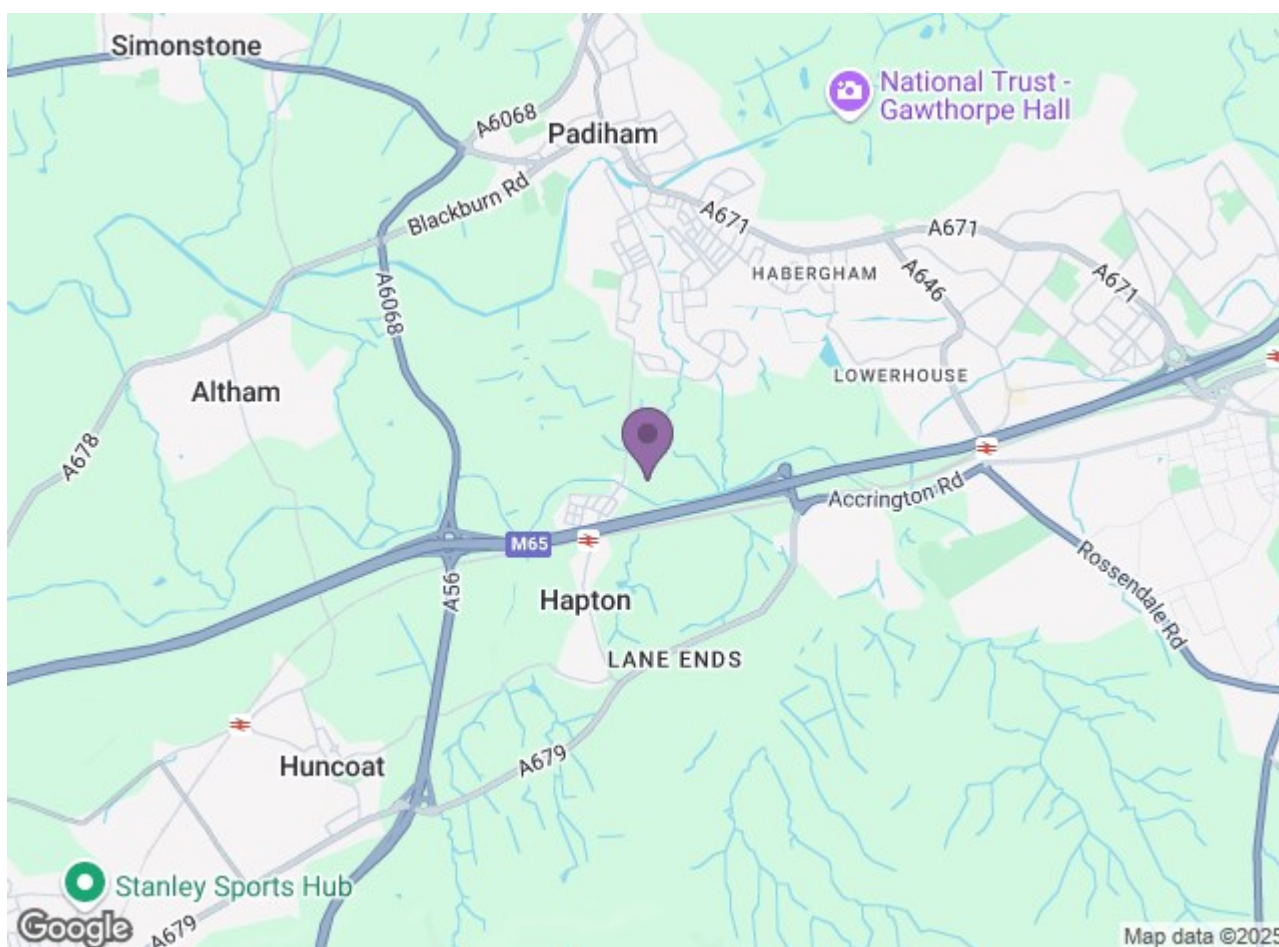 Simonstone
A6068
Padiham
National Trust -
Gawthorpe Hall
Blackburn Rd
A671
A671
HABERGHAM
A646
A671
A6068
LOWERHOUSE
Altham
A678
Accrington Rd
M65
A56
Hapton
Rossendale Rd
LANE ENDS
A679
Huncoat
Stanley Sports Hub
A679
Google
Map data ©2025